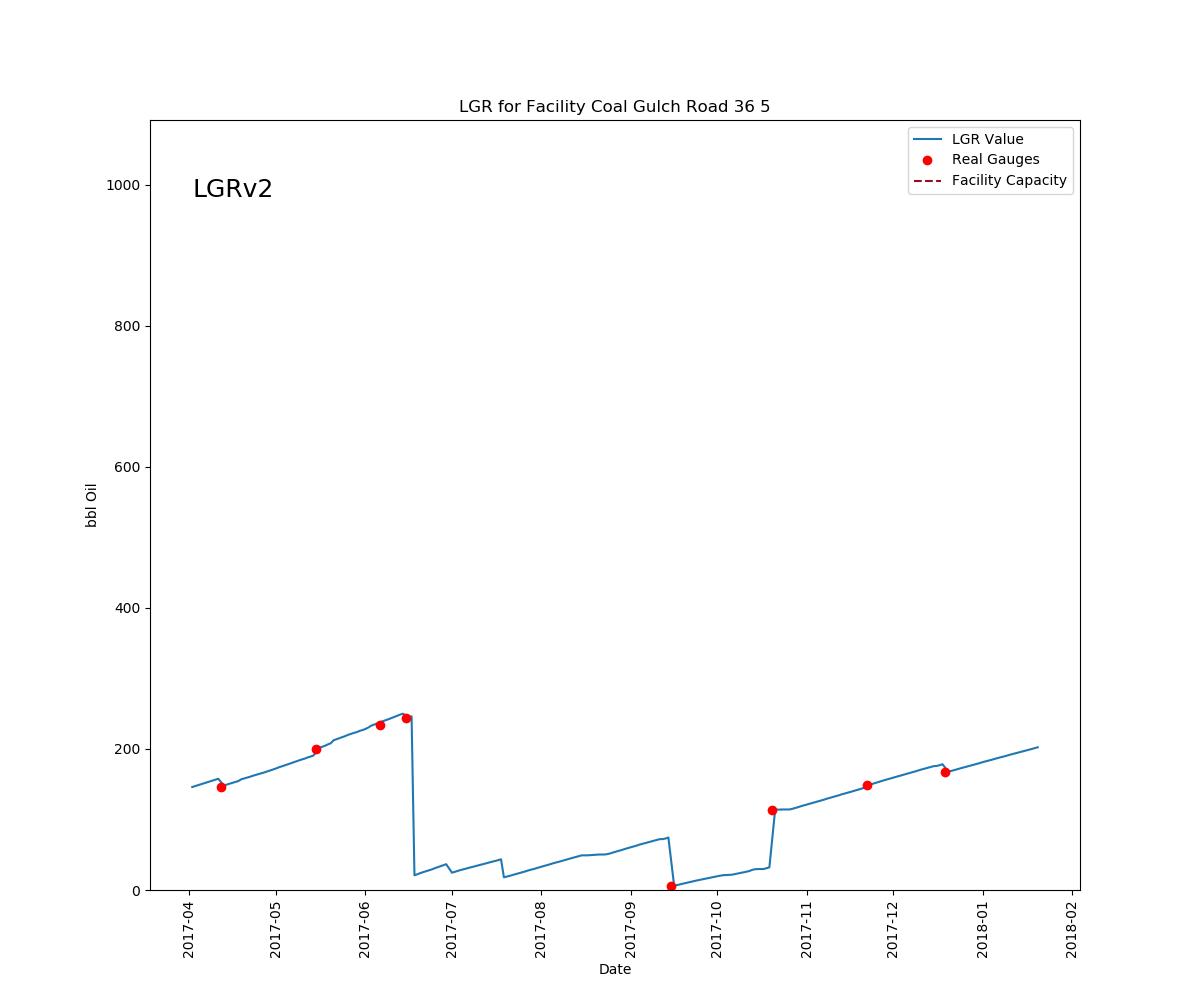 LGR for Facility Coal Gulch Road 36 5
LGRv2
LGR Value
Real Gauges
Facility Capacity
bbl Oil
1000
800
600
400
200
0
2017-04
2017-05
2017-06
2017-07
2017-08
2017-09
2017-10
2017-11
2017-12
2018-01
2018-02
Date